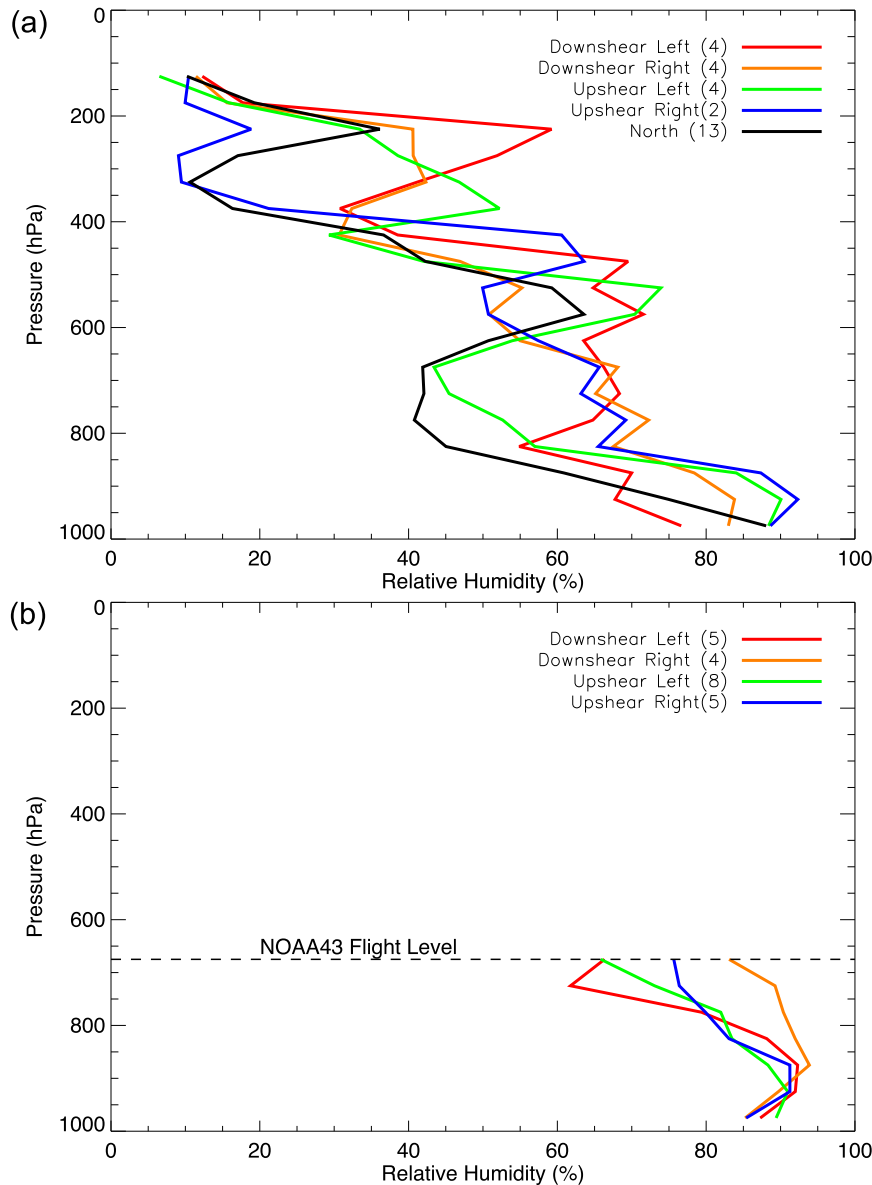 (a)
0
200
400
600
800
1000
Pressure (hPa)
Downshear Left (4)
Downshear Right (4)
Upshear Left (4)
Upshear Right(2)
North (13)
0 20 40 60 80 100
Relative Humidity (%)
(b)
0
200
400
600
800
1000
Pressure (hPa)
Downshear Left (5)
Downshear Right (4)
Upshear Left (8)
Upshear Right(5)
NOAA43 Flight Level
0 20 40 60 80 100
Relative Humidity (%)